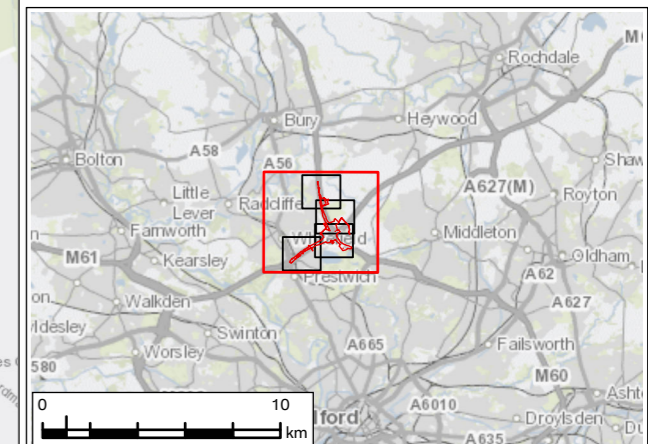 Rochdale
Bury
Heywood
A58
Bolton
A56
A627(M)
Royton
Little
Lever
Radcliffe
Farnworth
Middleton
Oldham
M61
Kearsley
A62
Prestwich
A627
Walkden
Swinton
A665
Failsworth
580
Worsley
M60
0
10
km
A6010
Droylsden
A635